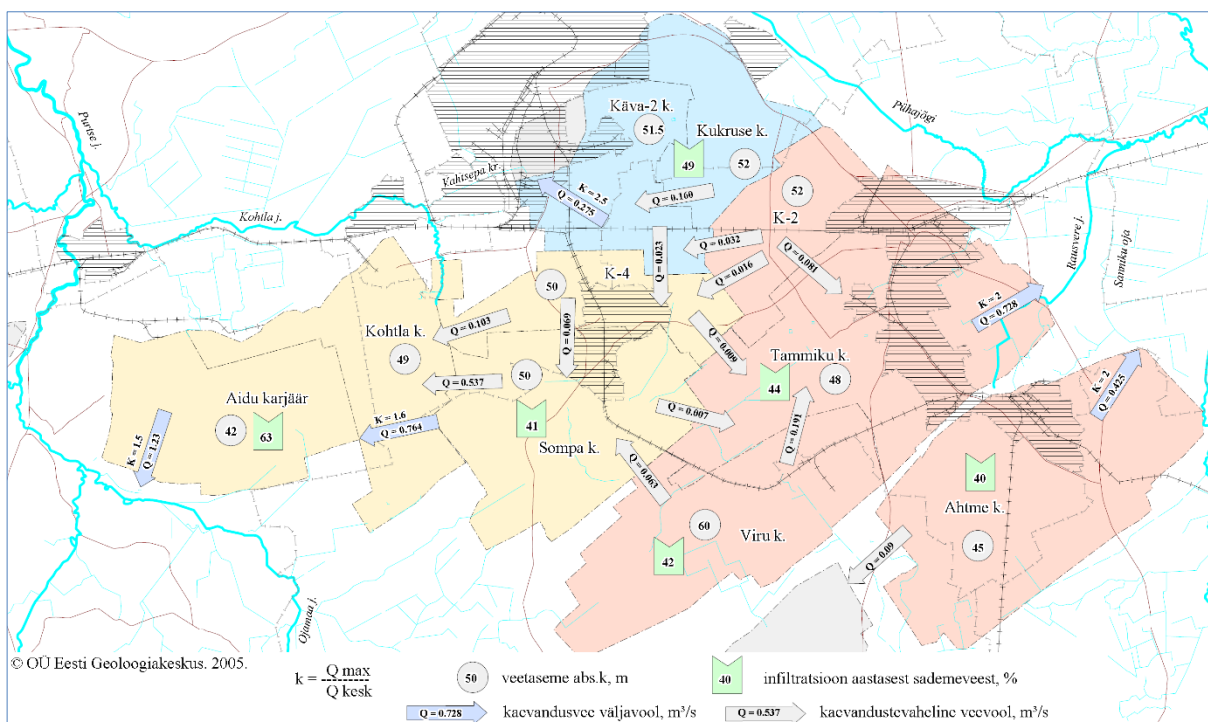 Pühajõgi
Käva-2 k.
51.5
Kukruse k.
49
52
52
Purtse j.
Vahtsepa kr.
K = 2.5
Q = 0.275
Q = 0.160
K-2
Kohtla j.
Rausvere j.
Sanniku oja
Q = 0.023
Q = 0.032
Q = 0.016
Q = 0.081
K-4
50
K = 2
Q = 0.728
Kohtla k.
49
Q = 0.103
Q = 0.069
Q = 0.009
Tammiku k.
44
48
Q = 0.537
50
K = 2
Q = 0.425
Aidu karjäär
42
63
K = 1.5
Q = 1.23
K = 1.6
Q = 0.764
41
Sompa k.
Q = 0.007
Q = 0.191
Q = 0.063
40
Ahtme k.
45
60
Viru k.
42
Q = 0.09
Ojamaa j.
© OÜ Eesti Geoloogiakeskus. 2005.
k = Q max
Q kesk
50 veetaseme abs.k, m
40 infiltratsioon aastasest sademeveest, %
Q = 0.728 kaevandusvee väljavool, m³/s
Q = 0.537 kaevandustevaheline veevool, m³/s